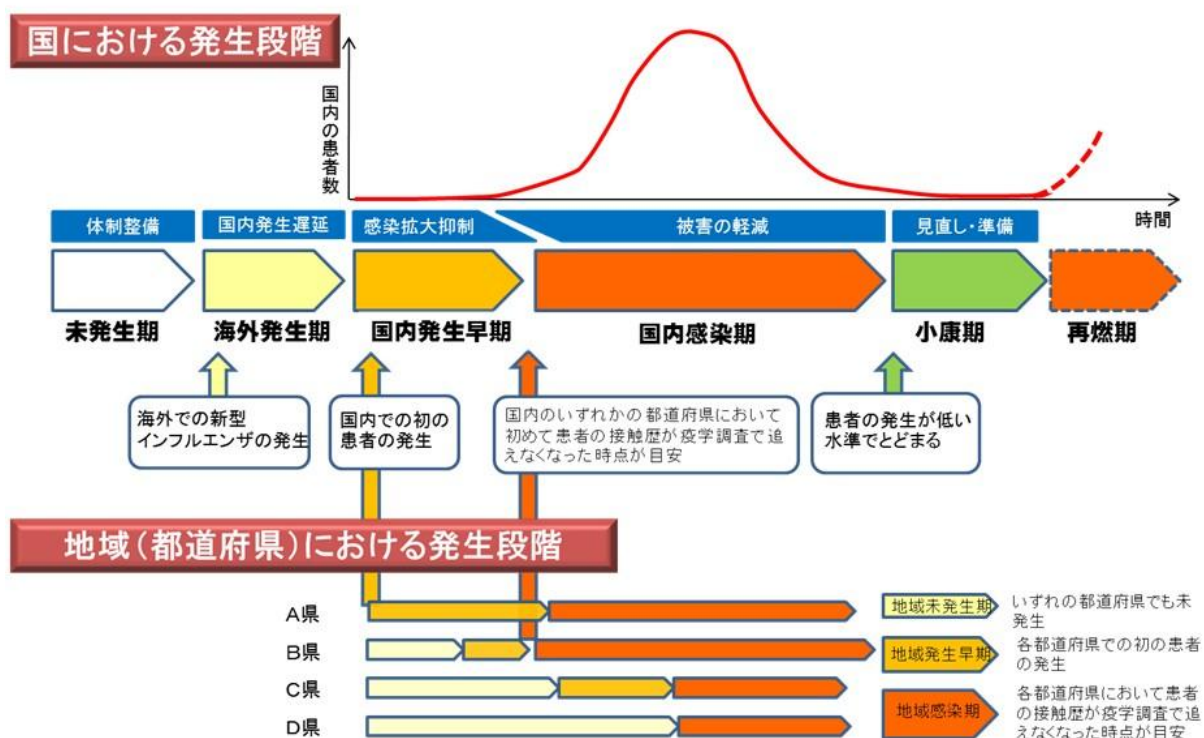 国における発生段階
国内の患者数
時間
体制整備
国内発生遅延
感染拡大抑制
被害の軽減
見直し・準備
未発生期
海外発生期
国内発生早期
国内感染期
小康期
再燃期
海外での新型
インフルエンザの発生
国内での初の
患者の発生
国内のいずれかの都道府県において
初めて患者の接触歴が疫学調査で追
えなくなった時点が目安
患者の発生が低い
水準でとどまる
地域(都道府県)における発生段階
A県
B県
C県
D県
地域未発生期
いずれの都道府県でも未
発生
地域発生早期
各都道府県での初の患者
の発生
地域感染期
各都道府県において患者
の接触歴が疫学調査で追
えなくなった時点が目安